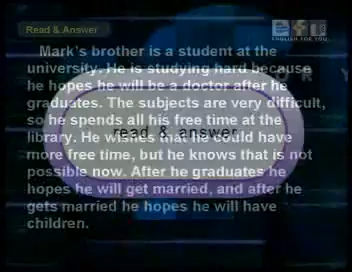 Read & Answer
ENGLISH FOR YOU
Mark's brother is a student at the
university. He is studying hard because
he hopes he will be a doctor after he
graduates. The subjects are very difficult,
so he spends all his free time at the
library. He wishes that he could have
more free time, but he knows that is not
possible now. After he graduates he
hopes he will get married, and after he
gets married he hopes he will have
children.
read & answer